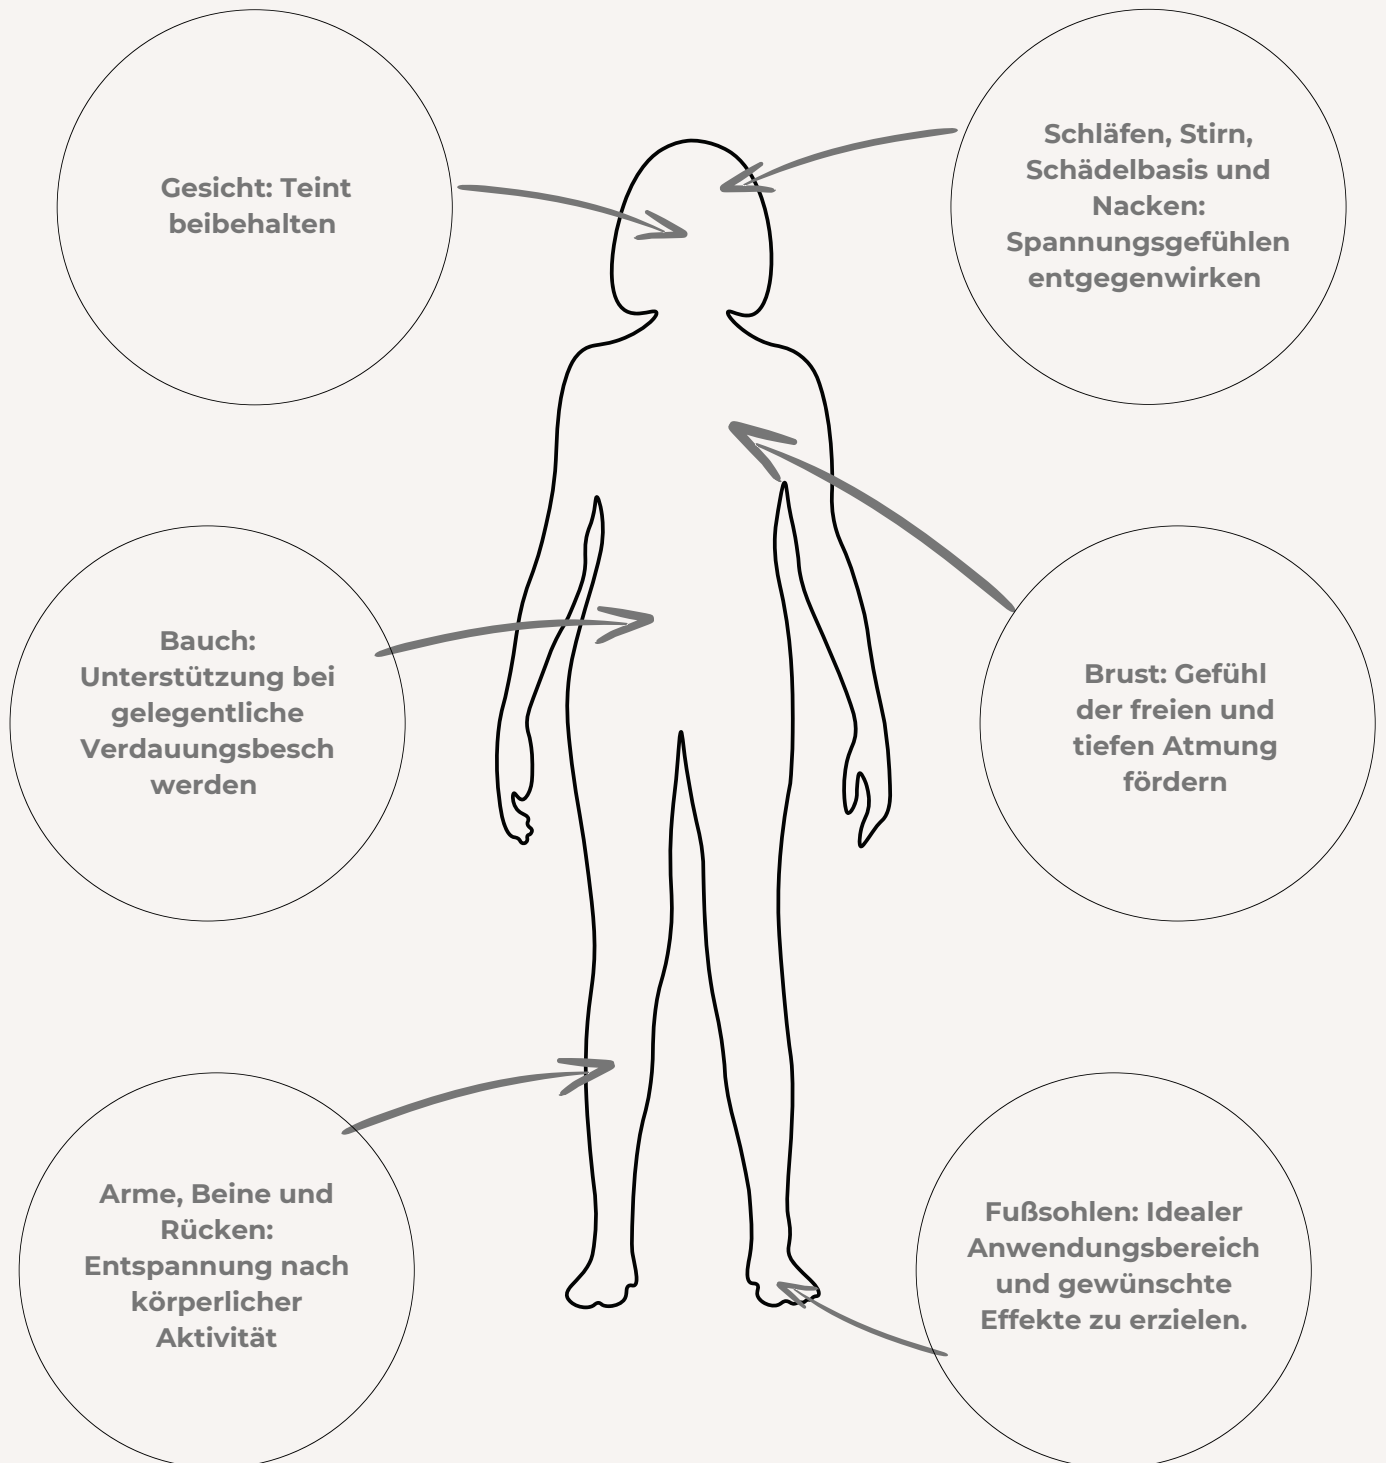 Gesicht: Teint
beibehalten
Schläfen, Stirn,
Schädelbasis und
Nacken:
Spannungsgefühlen
entgegenwirken
Bauch:
Unterstützung bei
gelegentliche
Verdauungsbesch
werden
Brust: Gefühl
der freien und
tiefen Atmung
fördern
Arme, Beine und
Rücken:
Entspannung nach
körperlicher
Aktivität
Fußsohlen: Idealer
Anwendungsbereich
und gewünschte
Effekte zu erzielen.